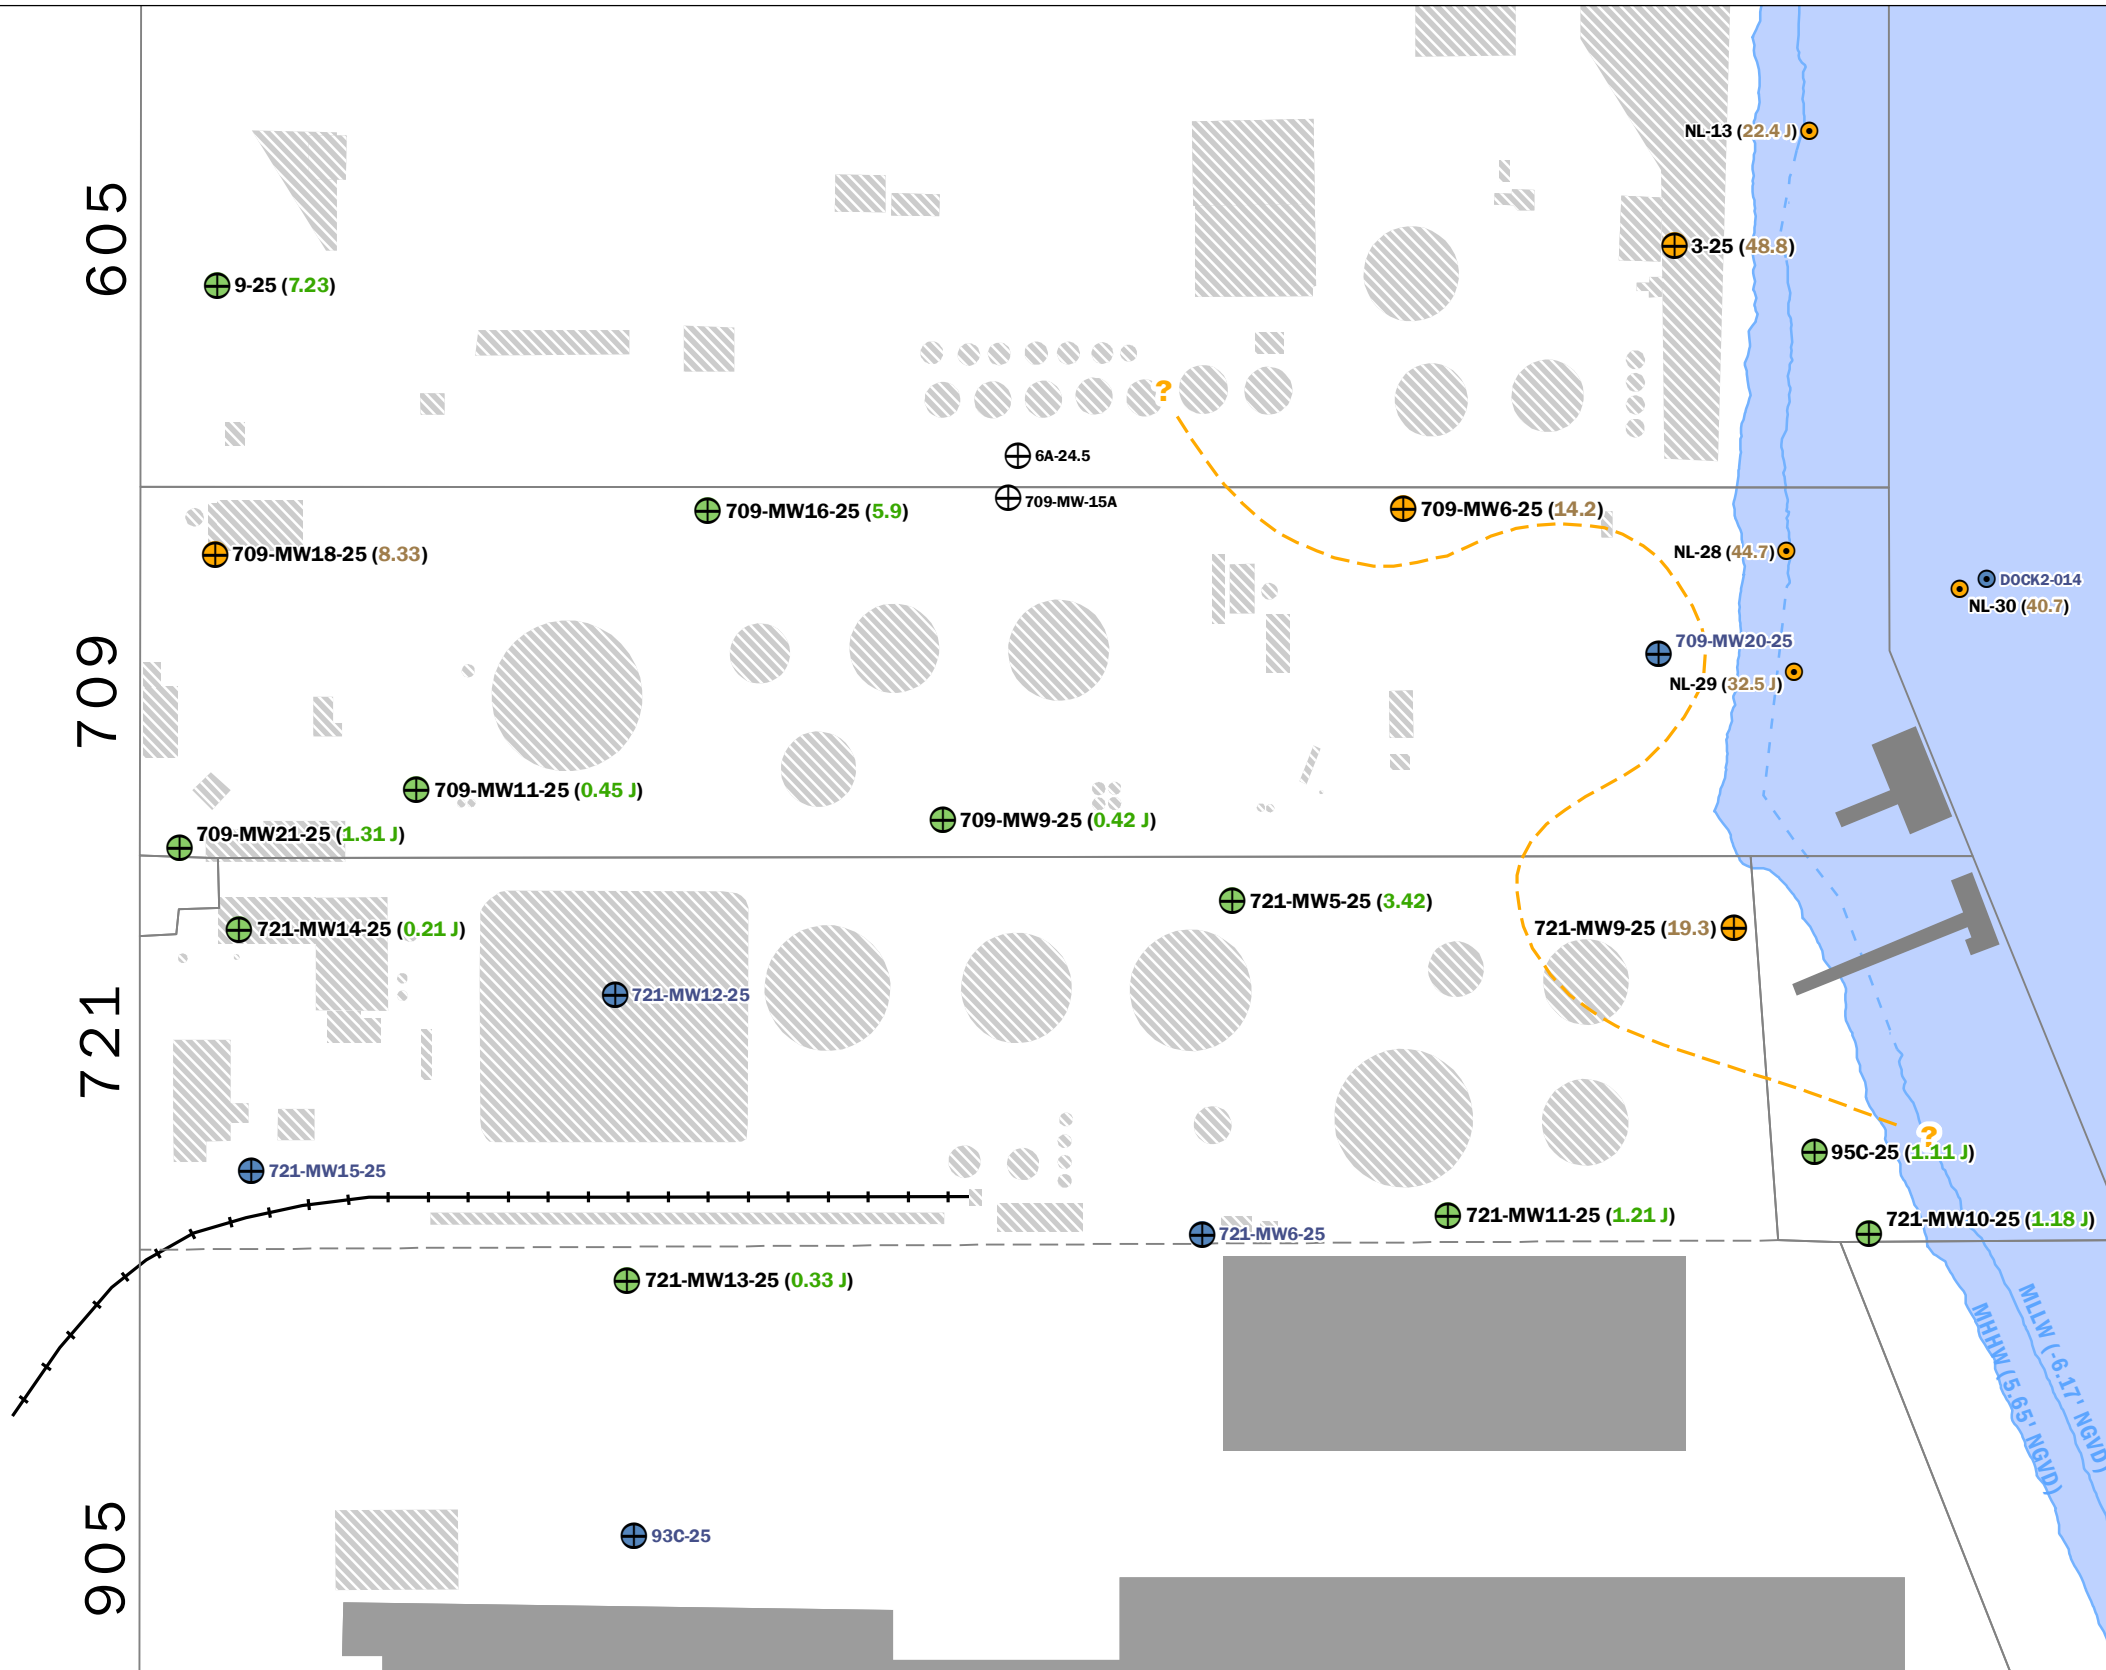 NL-13 (22.4 J)
605
3-25 (48.8)
9-25 (7.23)
?
6A-24.5
709-MW-15A
709-MW16-25 (5.9)
709-MW6-25 (14.2)
709-MW18-25 (8.33)
NL-28 (44.7)
DOCK2-014
NL-30 (40.7)
709
709-MW20-25
NL-29 (32.5 J)
709-MW11-25 (0.45 J)
709-MW9-25 (0.42 J)
709-MW21-25 (1.31 J)
721-MW5-25 (3.42)
721-MW14-25 (0.21 J)
721-MW9-25 (19.3)
721
721-MW12-25
?
95C-25 (1.11 J)
721-MW15-25
721-MW11-25 (1.21 J)
721-MW10-25 (1.18 J)
721-MW6-25
721-MW13-25 (0.33 J)
MLLW (-6.17' NGVD)
MHHW (5.65' NGVD)
905
93C-25